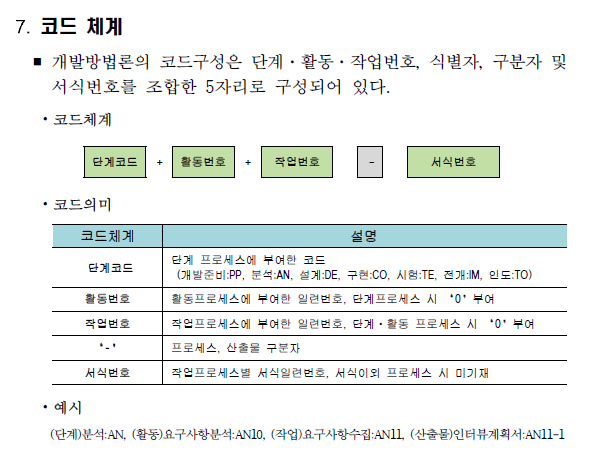 7. 코드 체계
■ 개발방법론의 코드구성은 단계·활동·작업번호, 식별자, 구분자 및
서식번호를 조합한 5자리로 구성되어 있다.
· 코드체계
단계코드 + 활동번호 + 작업번호 - 서식번호
· 코드의미
코드체계 설명
단계코드 단계 프로세스에 부여한 코드
(개발준비:PP, 분석:AN, 설계:DE, 구현:CO, 시험:TE, 전개:IM, 인도:TO)
활동번호 활동프로세스에 부여한 일련번호, 단계프로세스 시 '0' 부여
작업번호 작업프로세스에 부여한 일련번호, 단계·활동 프로세스 시 '0' 부여
'-' 프로세스, 산출물 구분자
서식번호 작업프로세스별 서식일련번호, 서식이외 프로세스 시 미기재
· 예시
(단계)분석:AN, (활동)요구사항분석:AN10, (작업)요구사항수집:AN11, (산출물)인터뷰계획서:AN11-1